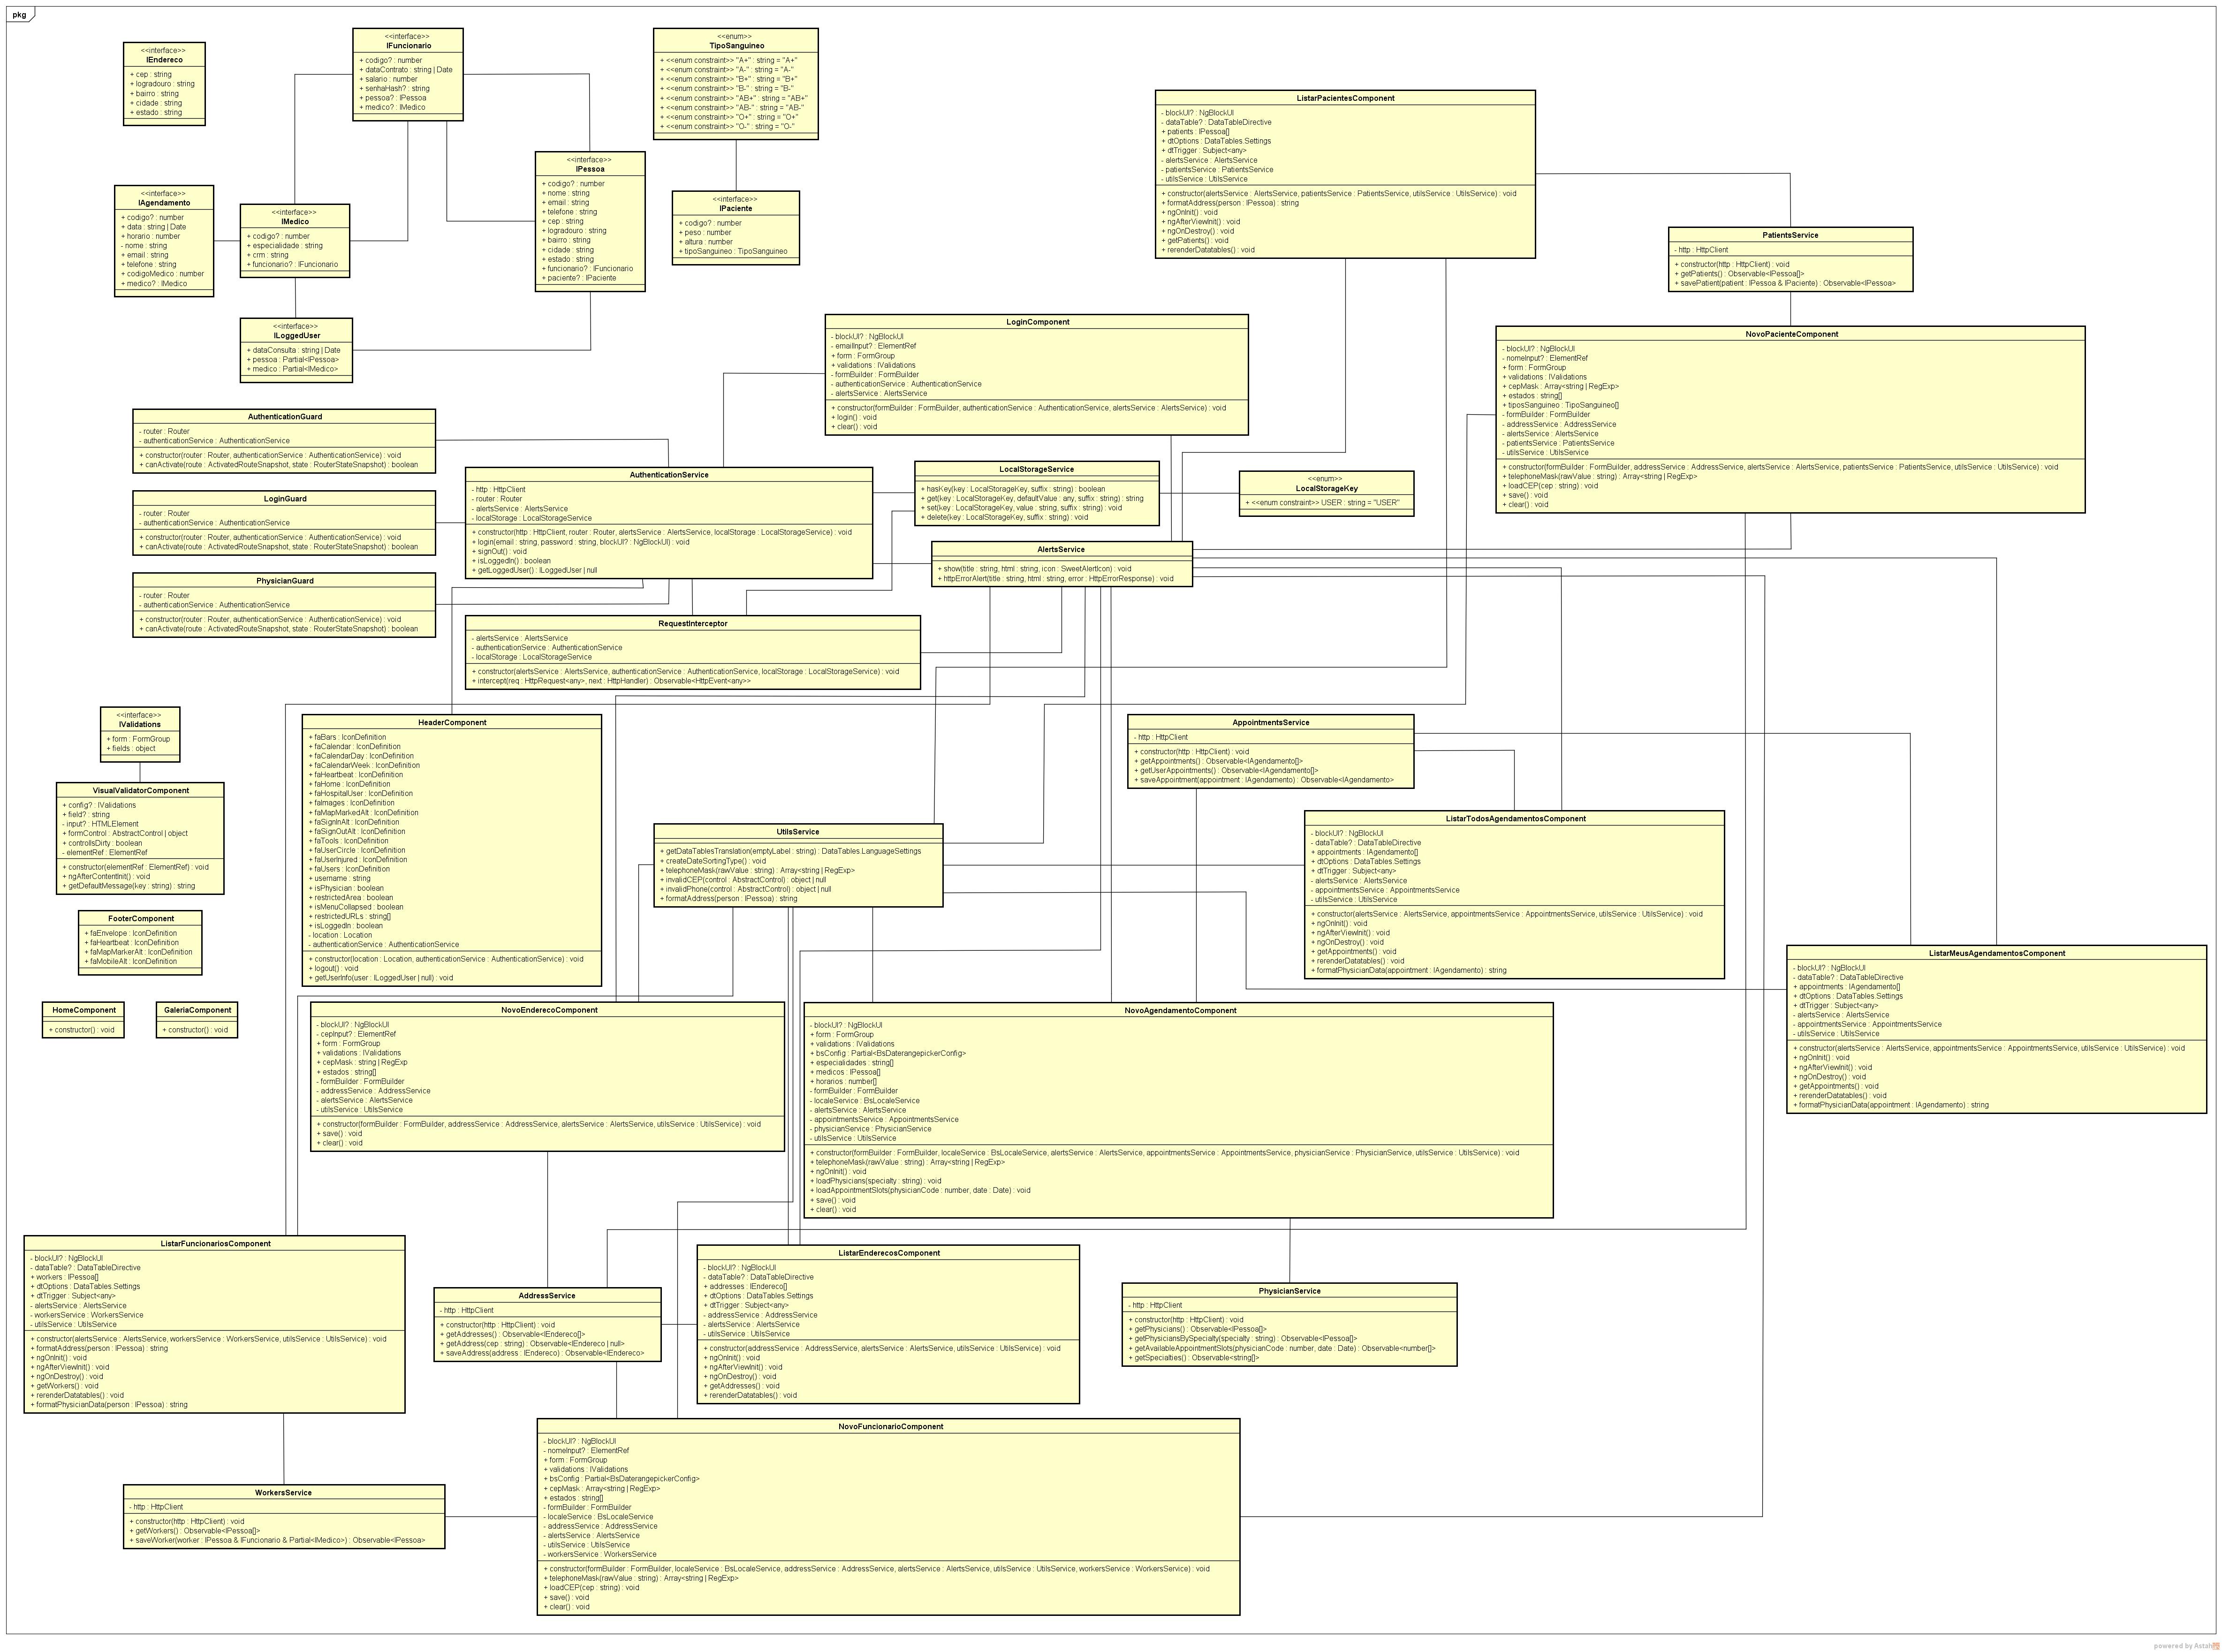 pkg
<<interface>>
IEndereco
+ cep : string
+ logradouro : string
+ bairro : string
+ cidade : string
+ estado : string
<<interface>>
IFuncionario
+ codigo? : number
+ dataContrato : string | Date
+ salario : number
+ senhaHash? : string
+ pessoa? : IPessoa
+ medico? : IMedico
<<enum>>
TipoSanguineo
+ <<enum constraint>> "A+" : string = "A+"
+ <<enum constraint>> "A-" : string = "A-"
+ <<enum constraint>> "B+" : string = "B+"
+ <<enum constraint>> "B-" : string = "B-"
+ <<enum constraint>> "AB+" : string = "AB+"
+ <<enum constraint>> "AB-" : string = "AB-"
+ <<enum constraint>> "O+" : string = "O+"
+ <<enum constraint>> "O-" : string = "O-"
<<interface>>
IPessoa
+ codigo? : number
+ nome : string
+ email : string
+ telefone : string
+ cep : string
+ logradouro : string
+ bairro : string
+ cidade : string
+ estado : string
+ funcionario? : IFuncionario
+ paciente? : IPaciente
<<interface>>
IAgendamento
+ codigo? : number
+ data : string | Date
+ horario : number
- nome : string
+ email : string
+ telefone : string
+ codigoMedico : number
+ medico? : IMedico
<<interface>>
IMedico
+ codigo? : number
+ especialidade : string
+ crm : string
+ funcionario? : IFuncionario
<<interface>>
IPaciente
+ codigo? : number
+ peso : number
+ altura : number
+ tipoSanguineo : TipoSanguineo
<<interface>>
ILoggedUser
+ dataConsulta : string | Date
+ pessoa : Partial<IPessoa>
+ medico : Partial<IMedico>
ListarPacientesComponent
- blockUI? : NgBlockUI
- dataTable? : DataTableDirective
+ patients : IPessoa[]
+ dtOptions : DataTables.Settings
+ dtTrigger : Subject<any>
- alertsService : AlertsService
- patientsService : PatientsService
- utilsService : UtilsService
+ constructor(alertsService : AlertsService, patientsService : PatientsService, utilsService : UtilsService) : void
+ formatAddress(person : IPessoa) : string
+ ngOnInit() : void
+ ngAfterViewInit() : void
+ ngOnDestroy() : void
+ getPatients() : void
+ rerenderDatatables() : void
PatientsService
- http : HttpClient
+ constructor(http : HttpClient) : void
+ getPatients() : Observable<IPessoa[]>
+ savePatient(patient : IPessoa & IPaciente) : Observable<IPessoa>
LoginComponent
- blockUI? : NgBlockUI
- emailInput? : ElementRef
+ form : FormGroup
+ validations : IValidations
- formBuilder : FormBuilder
- authenticationService : AuthenticationService
- alertsService : AlertsService
+ constructor(formBuilder : FormBuilder, authenticationService : AuthenticationService, alertsService : AlertsService) : void
+ login() : void
+ clear() : void
NovoPacienteComponent
- blockUI? : NgBlockUI
- nomeInput? : ElementRef
+ form : FormGroup
+ validations : IValidations
+ cepMask : Array<string | RegExp>
+ estados : string[]
+ tiposSanguineo : TipoSanguineo[]
- formBuilder : FormBuilder
- addressService : AddressService
- alertsService : AlertsService
- patientsService : PatientsService
- utilsService : UtilsService
+ constructor(formBuilder : FormBuilder, addressService : AddressService, alertsService : AlertsService, patientsService : PatientsService, utilsService : UtilsService) : void
+ telephoneMask(rawValue : string) : Array<string | RegExp>
+ loadCEP(cep : string) : void
+ save() : void
+ clear() : void
AuthenticationGuard
- router : Router
- authenticationService : AuthenticationService
+ constructor(router : Router, authenticationService : AuthenticationService) : void
+ canActivate(route : ActivatedRouteSnapshot, state : RouterStateSnapshot) : boolean
LoginGuard
- router : Router
- authenticationService : AuthenticationService
+ constructor(router : Router, authenticationService : AuthenticationService) : void
+ canActivate(route : ActivatedRouteSnapshot, state : RouterStateSnapshot) : boolean
PhysicianGuard
- router : Router
- authenticationService : AuthenticationService
+ constructor(router : Router, authenticationService : AuthenticationService) : void
+ canActivate(route : ActivatedRouteSnapshot, state : RouterStateSnapshot) : boolean
AuthenticationService
- http : HttpClient
- router : Router
- alertsService : AlertsService
- localStorage : LocalStorageService
+ constructor(http : HttpClient, router : Router, alertsService : AlertsService, localStorage : LocalStorageService) : void
+ login(email : string, password : string, blockUI? : NgBlockUI) : void
+ signOut() : void
+ isLoggedIn() : boolean
+ getLoggedUser() : ILoggedUser | null
LocalStorageService
+ hasKey(key : LocalStorageKey, suffix : string) : boolean
+ get(key : LocalStorageKey, defaultValue : any, suffix : string) : string
+ set(key : LocalStorageKey, value : string, suffix : string) : void
+ delete(key : LocalStorageKey, suffix : string) : void
<<enum>>
LocalStorageKey
+ <<enum constraint>> USER : string = "USER"
AlertsService
+ show(title : string, html : string, icon : SweetAlertIcon) : void
+ httpErrorAlert(title : string, html : string, error : HttpErrorResponse) : void
RequestInterceptor
- alertsService : AlertsService
- authenticationService : AuthenticationService
- localStorage : LocalStorageService
+ constructor(alertsService : AlertsService, authenticationService : AuthenticationService, localStorage : LocalStorageService) : void
+ intercept(req : HttpRequest<any>, next : HttpHandler) : Observable<HttpEvent<any>>
<<interface>>
IValidations
+ form : FormGroup
+ fields : object
VisualValidatorComponent
+ config? : IValidations
+ field? : string
- input? : HTMLElement
+ formControl : AbstractControl | object
+ controlIsDirty : boolean
- elementRef : ElementRef
+ constructor(elementRef : ElementRef) : void
+ ngAfterContentInit() : void
+ getDefaultMessage(key : string) : string
FooterComponent
+ faEnvelope : IconDefinition
+ faHeartbeat : IconDefinition
+ faMapMarkerAlt : IconDefinition
+ faMobileAlt : IconDefinition
HomeComponent
+ constructor() : void
GaleriaComponent
+ constructor() : void
HeaderComponent
+ faBars : IconDefinition
+ faCalendar : IconDefinition
+ faCalendarDay : IconDefinition
+ faCalendarWeek : IconDefinition
+ faHeartbeat : IconDefinition
+ faHome : IconDefinition
+ faHospitalUser : IconDefinition
+ faImages : IconDefinition
+ faMapMarkedAlt : IconDefinition
+ faSignInAlt : IconDefinition
+ faSignOutAlt : IconDefinition
+ faTools : IconDefinition
+ faUserCircle : IconDefinition
+ faUserInjured : IconDefinition
+ faUsers : IconDefinition
+ username : string
+ isPhysician : boolean
+ restrictedArea : boolean
+ isMenuCollapsed : boolean
+ restrictedURLs : string[]
+ isLoggedIn : boolean
- location : Location
- authenticationService : AuthenticationService
+ constructor(location : Location, authenticationService : AuthenticationService) : void
+ logout() : void
+ getUserInfo(user : ILoggedUser | null) : void
AppointmentsService
- http : HttpClient
+ constructor(http : HttpClient) : void
+ getAppointments() : Observable<IAgendamento[]>
+ getUserAppointments() : Observable<IAgendamento[]>
+ saveAppointment(appointment : IAgendamento) : Observable<IAgendamento>
UtilsService
+ getDataTablesTranslation(emptyLabel : string) : DataTables.LanguageSettings
+ createDateSortingType() : void
+ telephoneMask(rawValue : string) : Array<string | RegExp>
+ invalidCEP(control : AbstractControl) : object | null
+ invalidPhone(control : AbstractControl) : object | null
+ formatAddress(person : IPessoa) : string
ListarTodosAgendamentosComponent
- blockUI? : NgBlockUI
- dataTable? : DataTableDirective
+ appointments : IAgendamento[]
+ dtOptions : DataTables.Settings
+ dtTrigger : Subject<any>
- alertsService : AlertsService
- appointmentsService : AppointmentsService
- utilsService : UtilsService
+ constructor(alertsService : AlertsService, appointmentsService : AppointmentsService, utilsService : UtilsService) : void
+ ngOnInit() : void
+ ngAfterViewInit() : void
+ ngOnDestroy() : void
+ getAppointments() : void
+ rerenderDatatables() : void
+ formatPhysicianData(appointment : IAgendamento) : string
ListarMeusAgendamentosComponent
- blockUI? : NgBlockUI
- dataTable? : DataTableDirective
+ appointments : IAgendamento[]
+ dtOptions : DataTables.Settings
+ dtTrigger : Subject<any>
- alertsService : AlertsService
- appointmentsService : AppointmentsService
- utilsService : UtilsService
+ constructor(alertsService : AlertsService, appointmentsService : AppointmentsService, utilsService : UtilsService) : void
+ ngOnInit() : void
+ ngAfterViewInit() : void
+ ngOnDestroy() : void
+ getAppointments() : void
+ rerenderDatatables() : void
+ formatPhysicianData(appointment : IAgendamento) : string
NovoEnderecoComponent
- blockUI? : NgBlockUI
- cepInput? : ElementRef
+ form : FormGroup
+ validations : IValidations
+ cepMask : string | RegExp
+ estados : string[]
- formBuilder : FormBuilder
- addressService : AddressService
- alertsService : AlertsService
- utilsService : UtilsService
+ constructor(formBuilder : FormBuilder, addressService : AddressService, alertsService : AlertsService, utilsService : UtilsService) : void
+ save() : void
+ clear() : void
NovoAgendamentoComponent
- blockUI? : NgBlockUI
+ form : FormGroup
+ validations : IValidations
+ bsConfig : Partial<BsDaterangepickerConfig>
+ especialidades : string[]
+ medicos : IPessoa[]
+ horarios : number[]
- formBuilder : FormBuilder
- localeService : BsLocaleService
- alertsService : AlertsService
- appointmentsService : AppointmentsService
- physicianService : PhysicianService
- utilsService : UtilsService
+ constructor(formBuilder : FormBuilder, localeService : BsLocaleService, alertsService : AlertsService, appointmentsService : AppointmentsService, physicianService : PhysicianService, utilsService : UtilsService) : void
+ telephoneMask(rawValue : string) : Array<string | RegExp>
+ ngOnInit() : void
+ loadPhysicians(specialty : string) : void
+ loadAppointmentSlots(physicianCode : number, date : Date) : void
+ save() : void
+ clear() : void
ListarFuncionariosComponent
- blockUI? : NgBlockUI
- dataTable? : DataTableDirective
+ workers : IPessoa[]
+ dtOptions : DataTables.Settings
+ dtTrigger : Subject<any>
- alertsService : AlertsService
- workersService : WorkersService
- utilsService : UtilsService
+ constructor(alertsService : AlertsService, workersService : WorkersService, utilsService : UtilsService) : void
+ formatAddress(person : IPessoa) : string
+ ngOnInit() : void
+ ngAfterViewInit() : void
+ ngOnDestroy() : void
+ getWorkers() : void
+ rerenderDatatables() : void
+ formatPhysicianData(person : IPessoa) : string
AddressService
- http : HttpClient
+ constructor(http : HttpClient) : void
+ getAddresses() : Observable<IEndereco[]>
+ getAddress(cep : string) : Observable<IEndereco | null>
+ saveAddress(address : IEndereco) : Observable<IEndereco>
ListarEnderecosComponent
- blockUI? : NgBlockUI
- dataTable? : DataTableDirective
+ addresses : IEndereco[]
+ dtOptions : DataTables.Settings
+ dtTrigger : Subject<any>
- addressService : AddressService
- alertsService : AlertsService
- utilsService : UtilsService
+ constructor(addressService : AddressService, alertsService : AlertsService, utilsService : UtilsService) : void
+ ngOnInit() : void
+ ngAfterViewInit() : void
+ ngOnDestroy() : void
+ getAddresses() : void
+ rerenderDatatables() : void
PhysicianService
- http : HttpClient
+ constructor(http : HttpClient) : void
+ getPhysicians() : Observable<IPessoa[]>
+ getPhysiciansBySpecialty(specialty : string) : Observable<IPessoa[]>
+ getAvailableAppointmentSlots(physicianCode : number, date : Date) : Observable<number[]>
+ getSpecialties() : Observable<string[]>
WorkersService
- http : HttpClient
+ constructor(http : HttpClient) : void
+ getWorkers() : Observable<IPessoa[]>
+ saveWorker(worker : IPessoa & IFuncionario & Partial<IMedico>) : Observable<IPessoa>
NovoFuncionarioComponent
- blockUI? : NgBlockUI
- nomeInput? : ElementRef
+ form : FormGroup
+ validations : IValidations
+ bsConfig : Partial<BsDaterangepickerConfig>
+ cepMask : Array<string | RegExp>
+ estados : string[]
- formBuilder : FormBuilder
- localeService : BsLocaleService
- addressService : AddressService
- alertsService : AlertsService
- utilsService : UtilsService
- workersService : WorkersService
+ constructor(formBuilder : FormBuilder, localeService : BsLocaleService, addressService : AddressService, alertsService : AlertsService, utilsService : UtilsService, workersService : WorkersService) : void
+ telephoneMask(rawValue : string) : Array<string | RegExp>
+ loadCEP(cep : string) : void
+ save() : void
+ clear() : void
powered by Astah